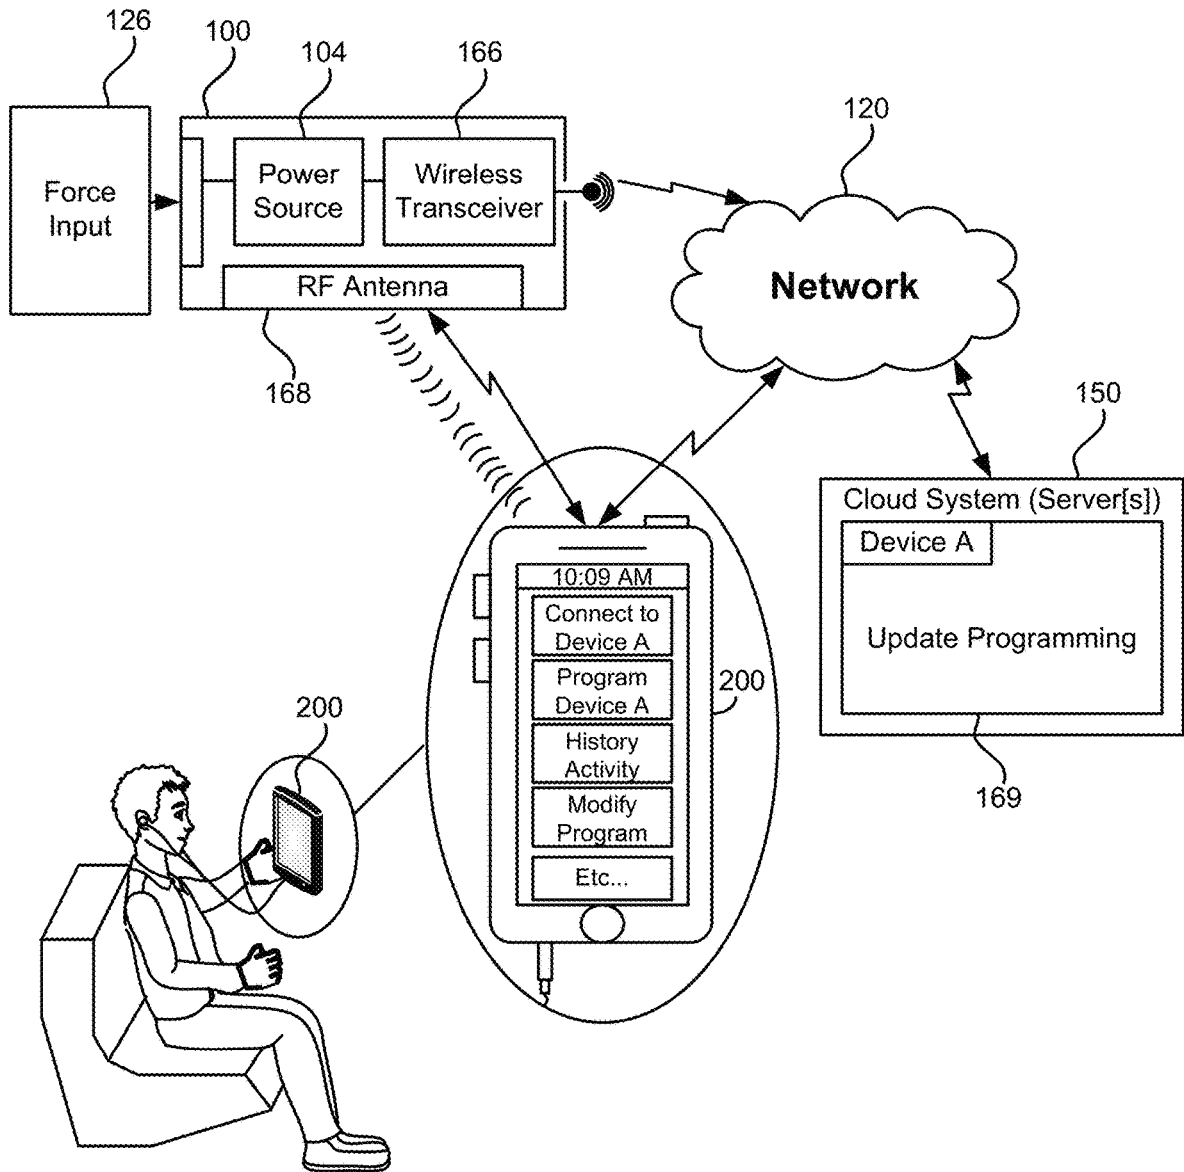 126
100
104
166
120
Force
Input
Power
Source
Wireless
Transceiver
RF Antenna
Network
168
150
Cloud System (Server[s])
Device A
Update Programming
169
10:09 AM
Connect to
Device A
Program
Device A
History
Activity
Modify
Program
Etc...
200
200